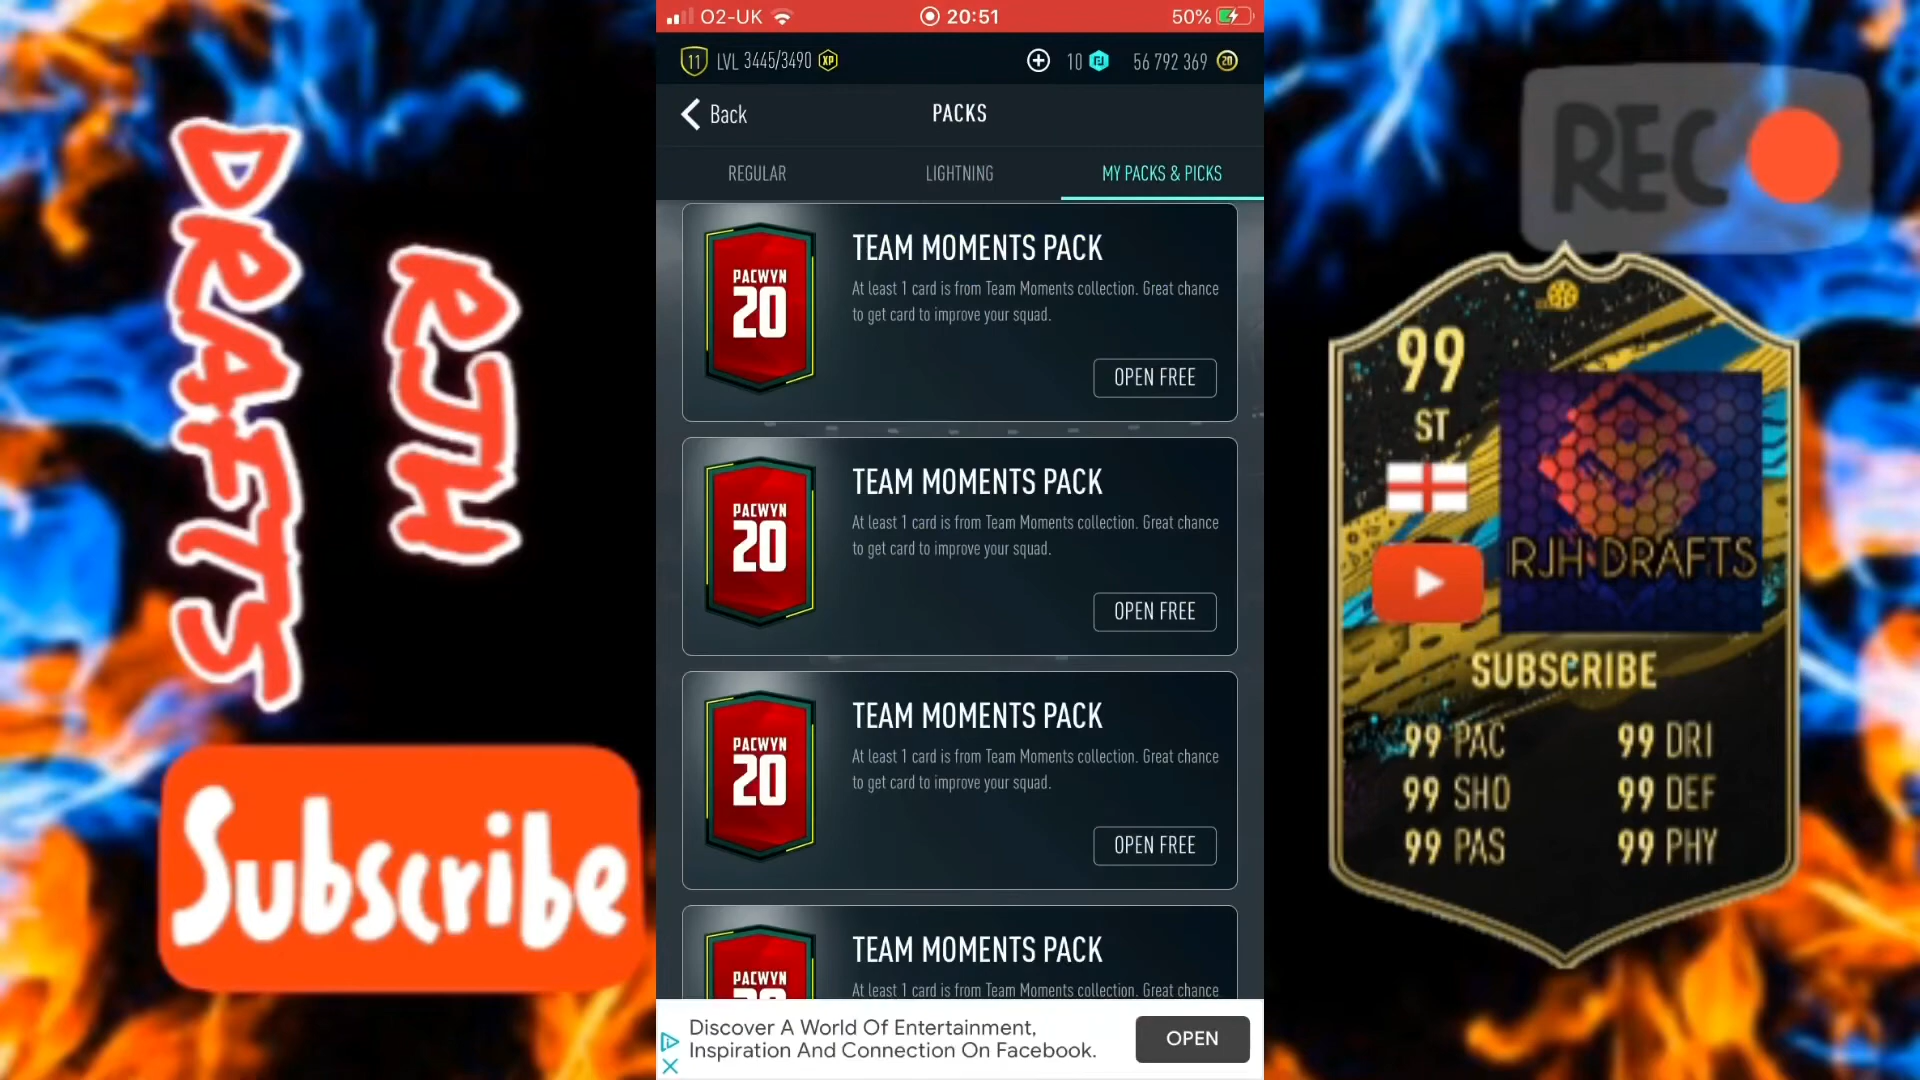 DRAFTS
RJH
Subscribe
O2-UK
20:51
50%
11
LVL 3445/3490 XP
10
56 792 369 20
Back
PACKS
REGULAR
LIGHTNING
MY PACKS & PICKS
PACWYN
20
TEAM MOMENTS PACK
At least 1 card is from Team Moments collection. Great chance
to get card to improve your squad.
OPEN FREE
PACWYN
20
TEAM MOMENTS PACK
At least 1 card is from Team Moments collection. Great chance
to get card to improve your squad.
OPEN FREE
PACWYN
20
TEAM MOMENTS PACK
At least 1 card is from Team Moments collection. Great chance
to get card to improve your squad.
OPEN FREE
PACWYN
20
TEAM MOMENTS PACK
At least 1 card is from Team Moments collection. Great chance
Discover A World Of Entertainment,
Inspiration And Connection On Facebook.
OPEN
REC
99
ST
RJH DRAFTS
SUBSCRIBE
99 PAC
99 DRI
99 SHO
99 DEF
99 PAS
99 PHY